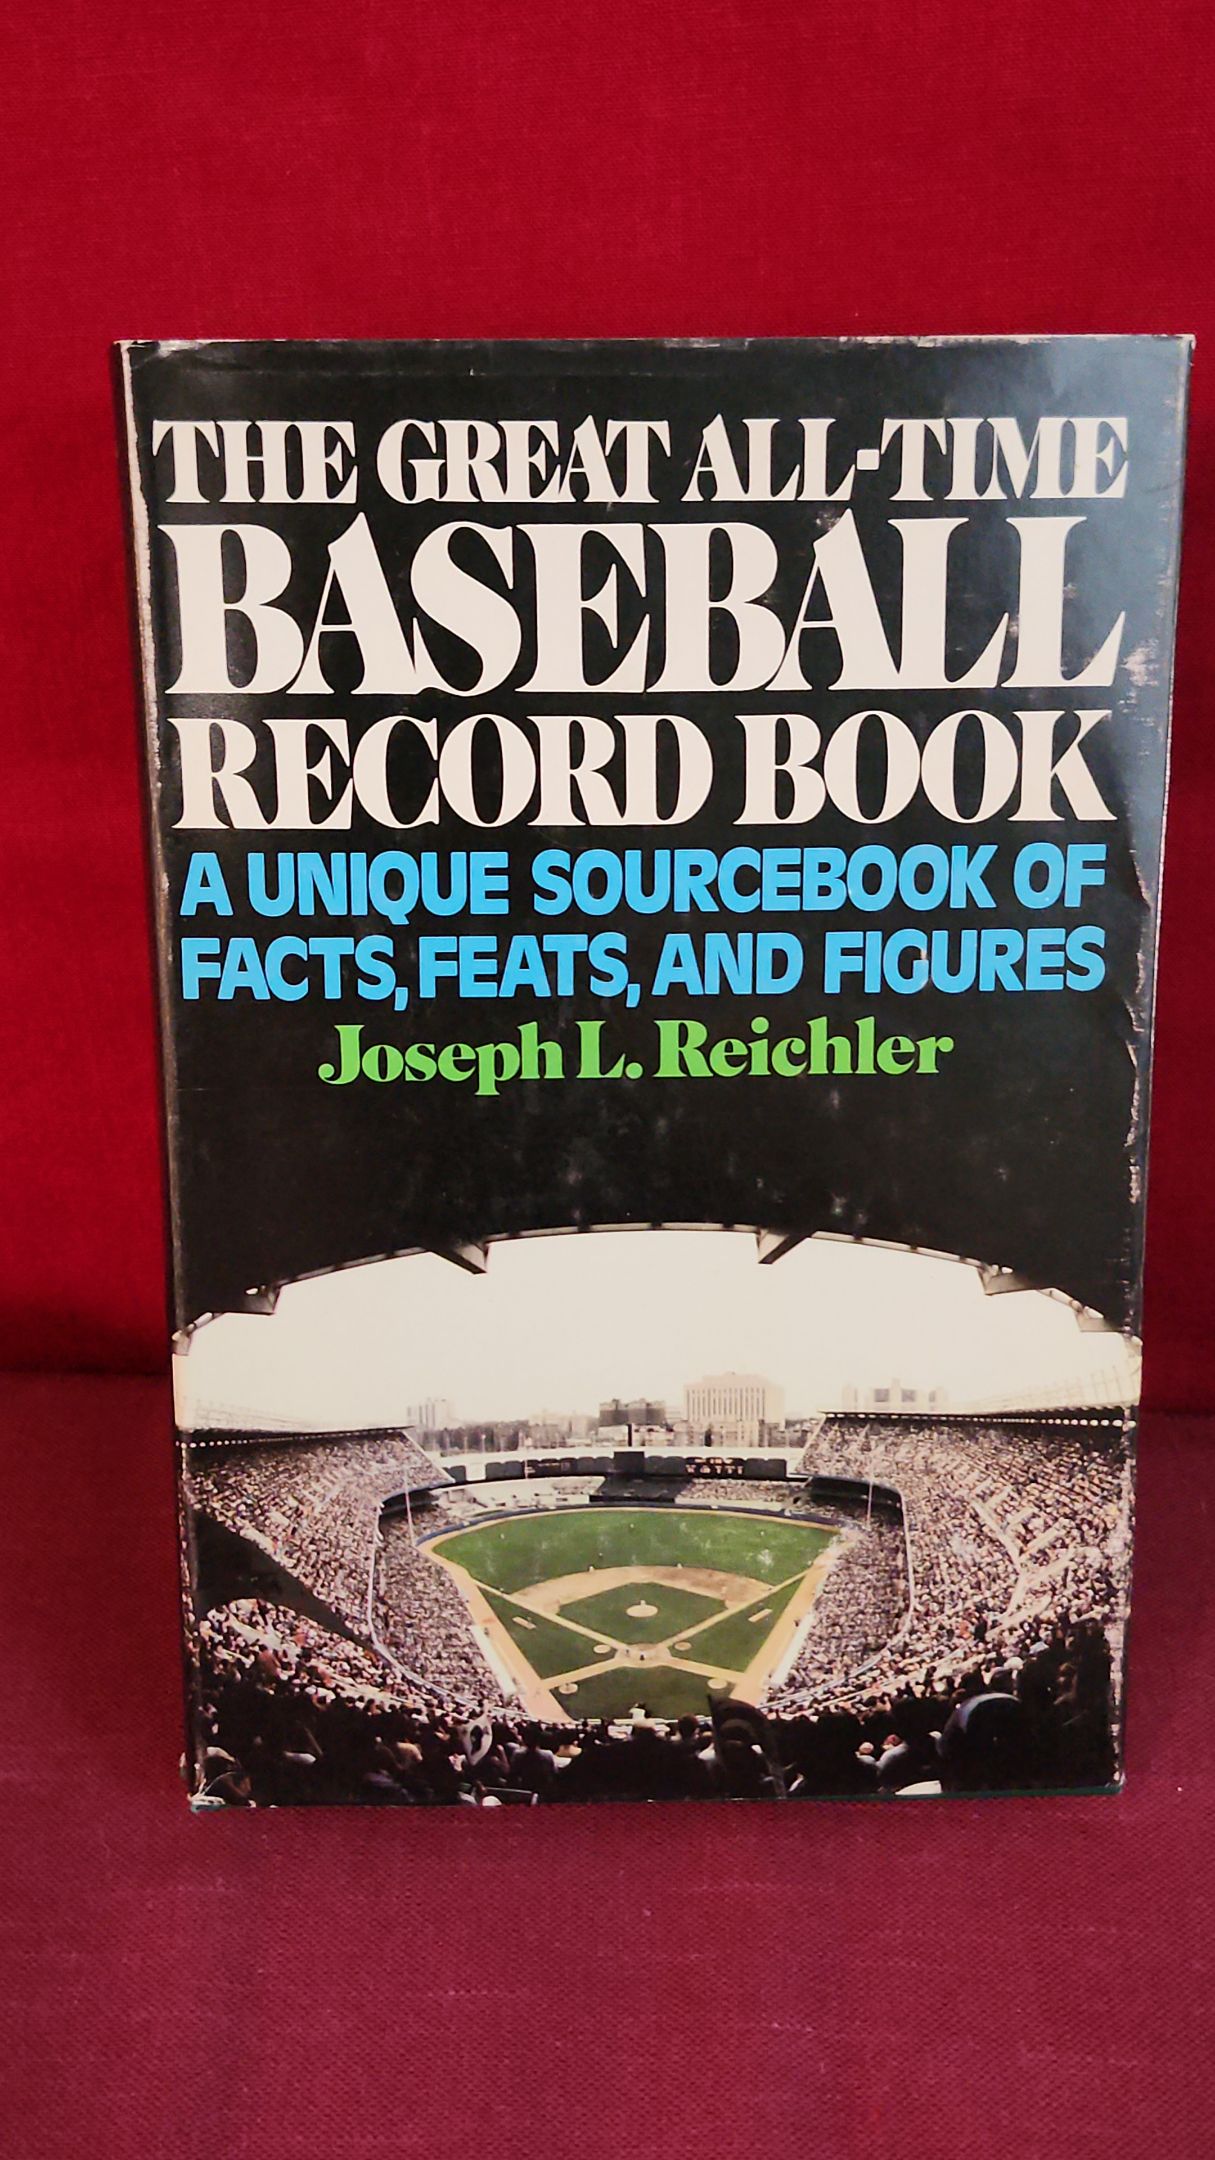 THE GREAT ALL-TIME
BASEBALL
RECORD BOOK
A UNIQUE SOURCEBOOK OF
FACTS, FEATS, AND FIGURES
Joseph L. Reichler